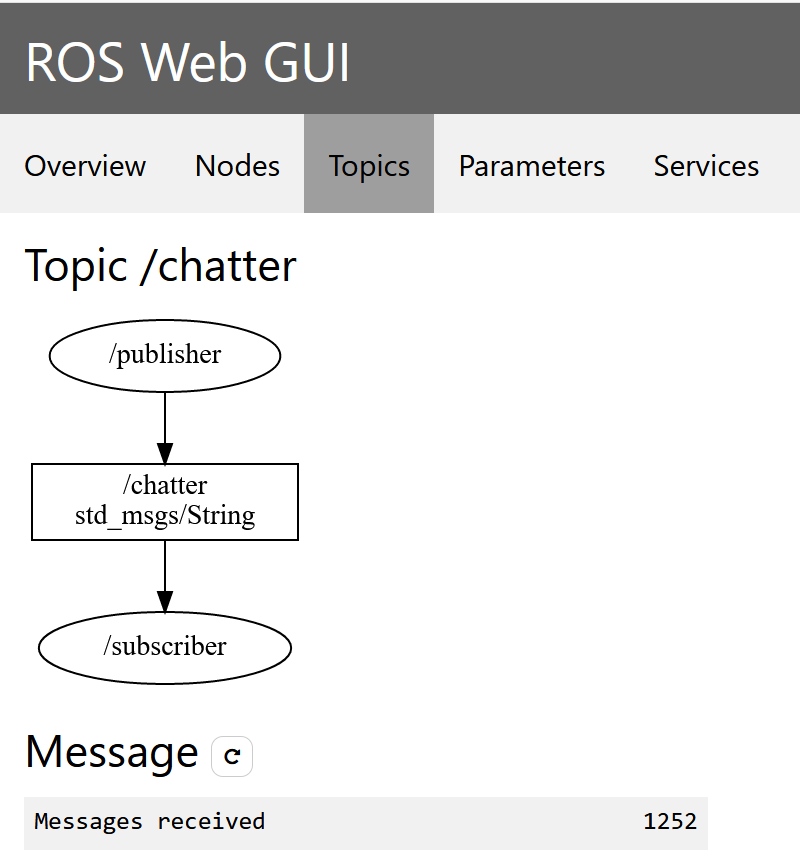 ROS Web GUI
Overview Nodes Topics Parameters Services
Topic /chatter
/publisher
/chatter
std_msgs/String
/subscriber
Message
Messages received 1252